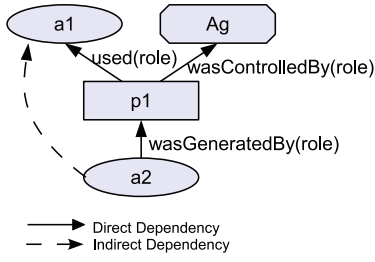 a1
Ag
used(role)
wasControlledBy(role)
p1
wasGeneratedBy(role)
a2
Direct Dependency
Indirect Dependency